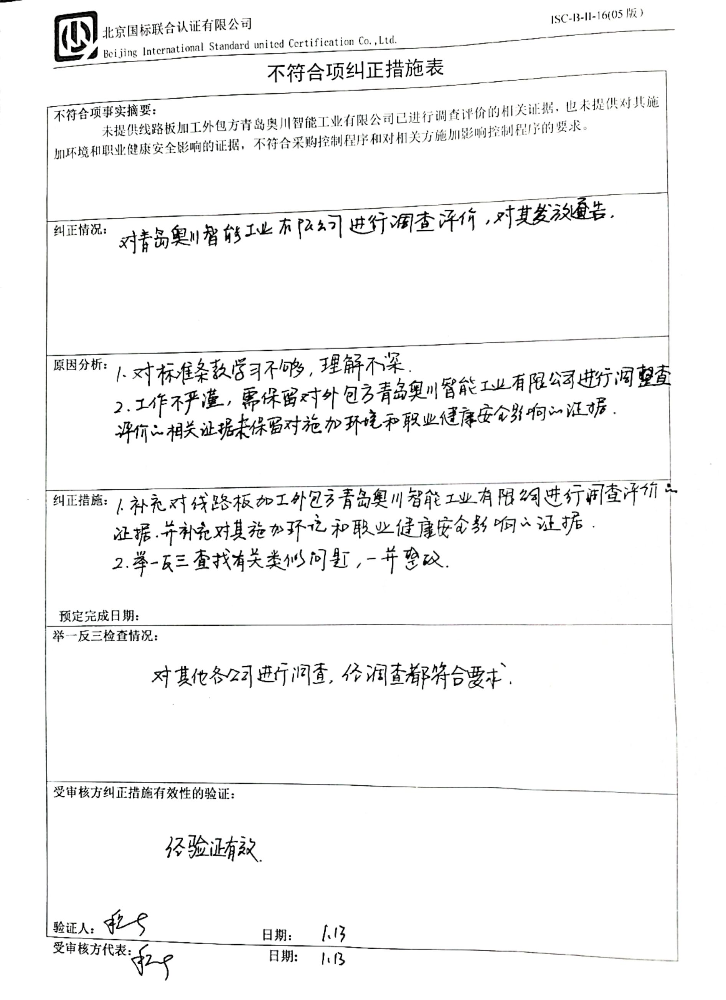 北京国标联合认证有限公司
ISC-B-II-16(05 版)
Beijing International Standard united Certification Co.,Ltd.
不符合项纠正措施表
不符合项事实摘要:
未提供线路板加工外包方青岛奥川智能工业有限公司已进行调查评价的相关证据，也未提供对其施
加环境和职业健康安全影响的证据，不符合采购控制程序和对相关方施加影响控制程序的要求。
纠正情况: 对青岛奥川智能工业有限公司进行调查评价,对其发放通告.
原因分析: 1.对标准条款学习不够,理解不深.
2.工作不严谨,需保留对外包方青岛奥川智能工业有限公司进行调查
评价的相关证据未保留对施加环境和职业健康安全影响的证据.
纠正措施: 1.补充对线路板加工外包方青岛奥川智能工业有限公司进行调查评价的
证据.并补充对其施加环境和职业健康安全影响的证据.
2.举一反三查找有关类似问题,一并整改.
预定完成日期:
举一反三检查情况:
对其他各公司进行调查,经调查都符合要求.
受审核方纠正措施有效性的验证:
经验证有效.
验证人: 日期: 1.13
受审核方代表: 日期: 1.13